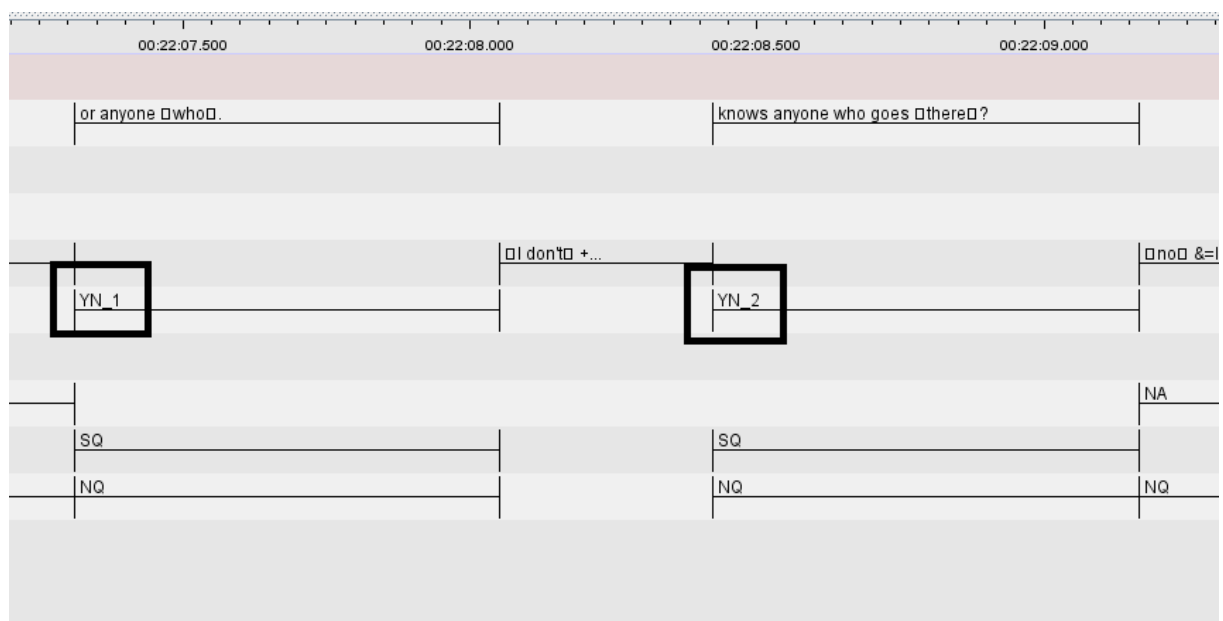 00:22:07.500 00:22:08.000 00:22:08.500 00:22:09.000
or anyone □who□. knows anyone who goes □there□?
□I don't□ +... □no□ &=l
YN_1 YN_2
NA
SQ SQ
NQ NQ NQ